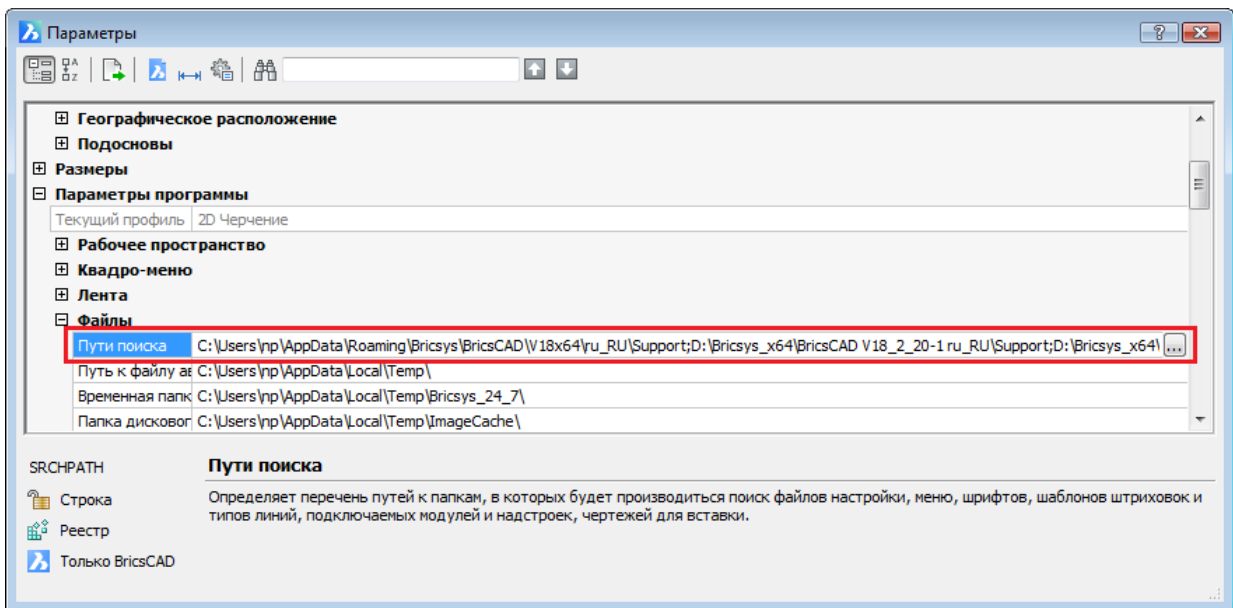 Параметры
Географическое расположение
Подосновы
Размеры
Параметры программы
Текущий профиль 2D Черчение
Рабочее пространство
Квадро-меню
Лента
Файлы
Пути поиска C:\Users\np\AppData\Roaming\Bricsys\BricsCAD\V18x64\ru_RU\Support;D:\Bricsys_x64\BricsCAD V18_2_20-1 ru_RU\Support;D:\Bricsys_x64\ ...
Путь к файлу ав C:\Users\np\AppData\Local\Temp\
Временная папк C:\Users\np\AppData\Local\Temp\Bricsys_24_7\
Папка дисковог C:\Users\np\AppData\Local\Temp\ImageCache\
SRCHPATH Пути поиска
Строка Определяет перечень путей к папкам, в которых будет производиться поиск файлов настройки, меню, шрифтов, шаблонов штриховок и
типов линий, подключаемых модулей и надстроек, чертежей для вставки.
Реестр
Только BricsCAD